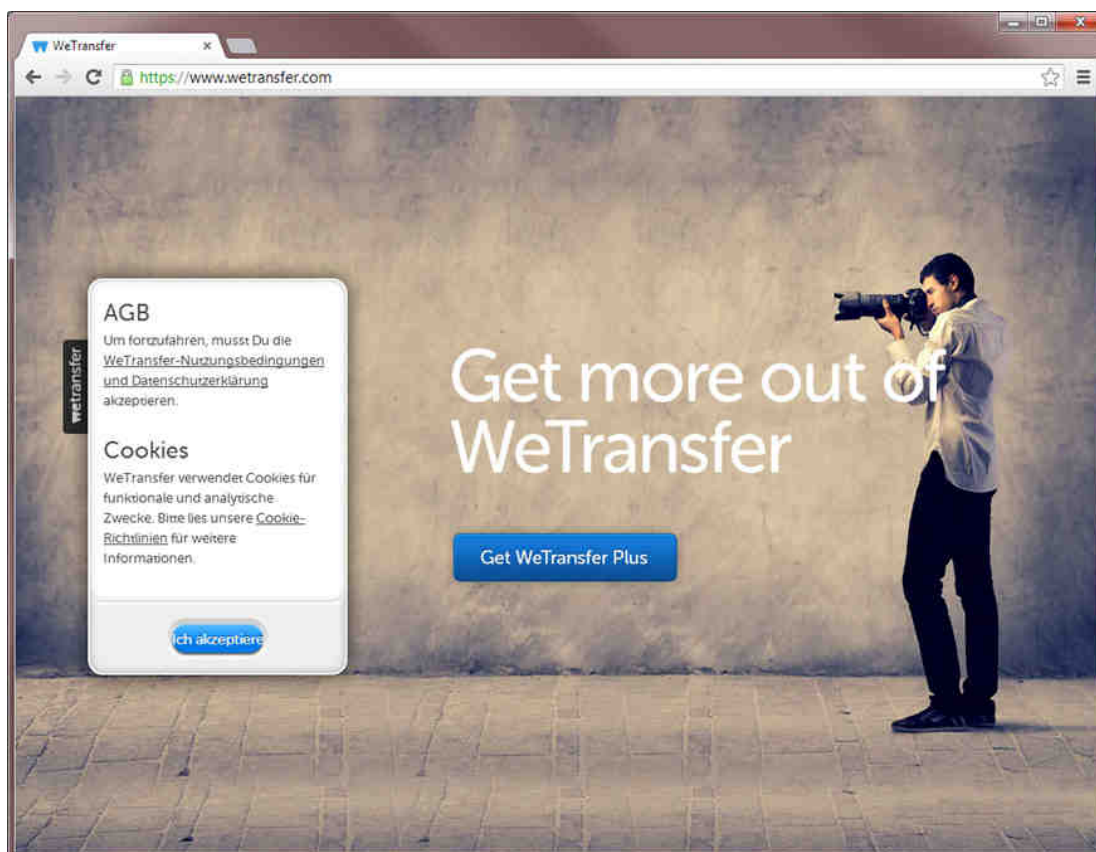 WeTransfer
https://www.wetransfer.com
wetransfer
AGB
Um fortzufahren, musst Du die
WeTransfer-Nutzungsbedingungen
und Datenschutzerklärung
akzeptieren.
Cookies
WeTransfer verwendet Cookies für
funktionale und analytische
Zwecke. Bitte lies unsere Cookie-
Richtlinien für weitere
Informationen.
Ich akzeptiere
Get more out of
WeTransfer
Get WeTransfer Plus